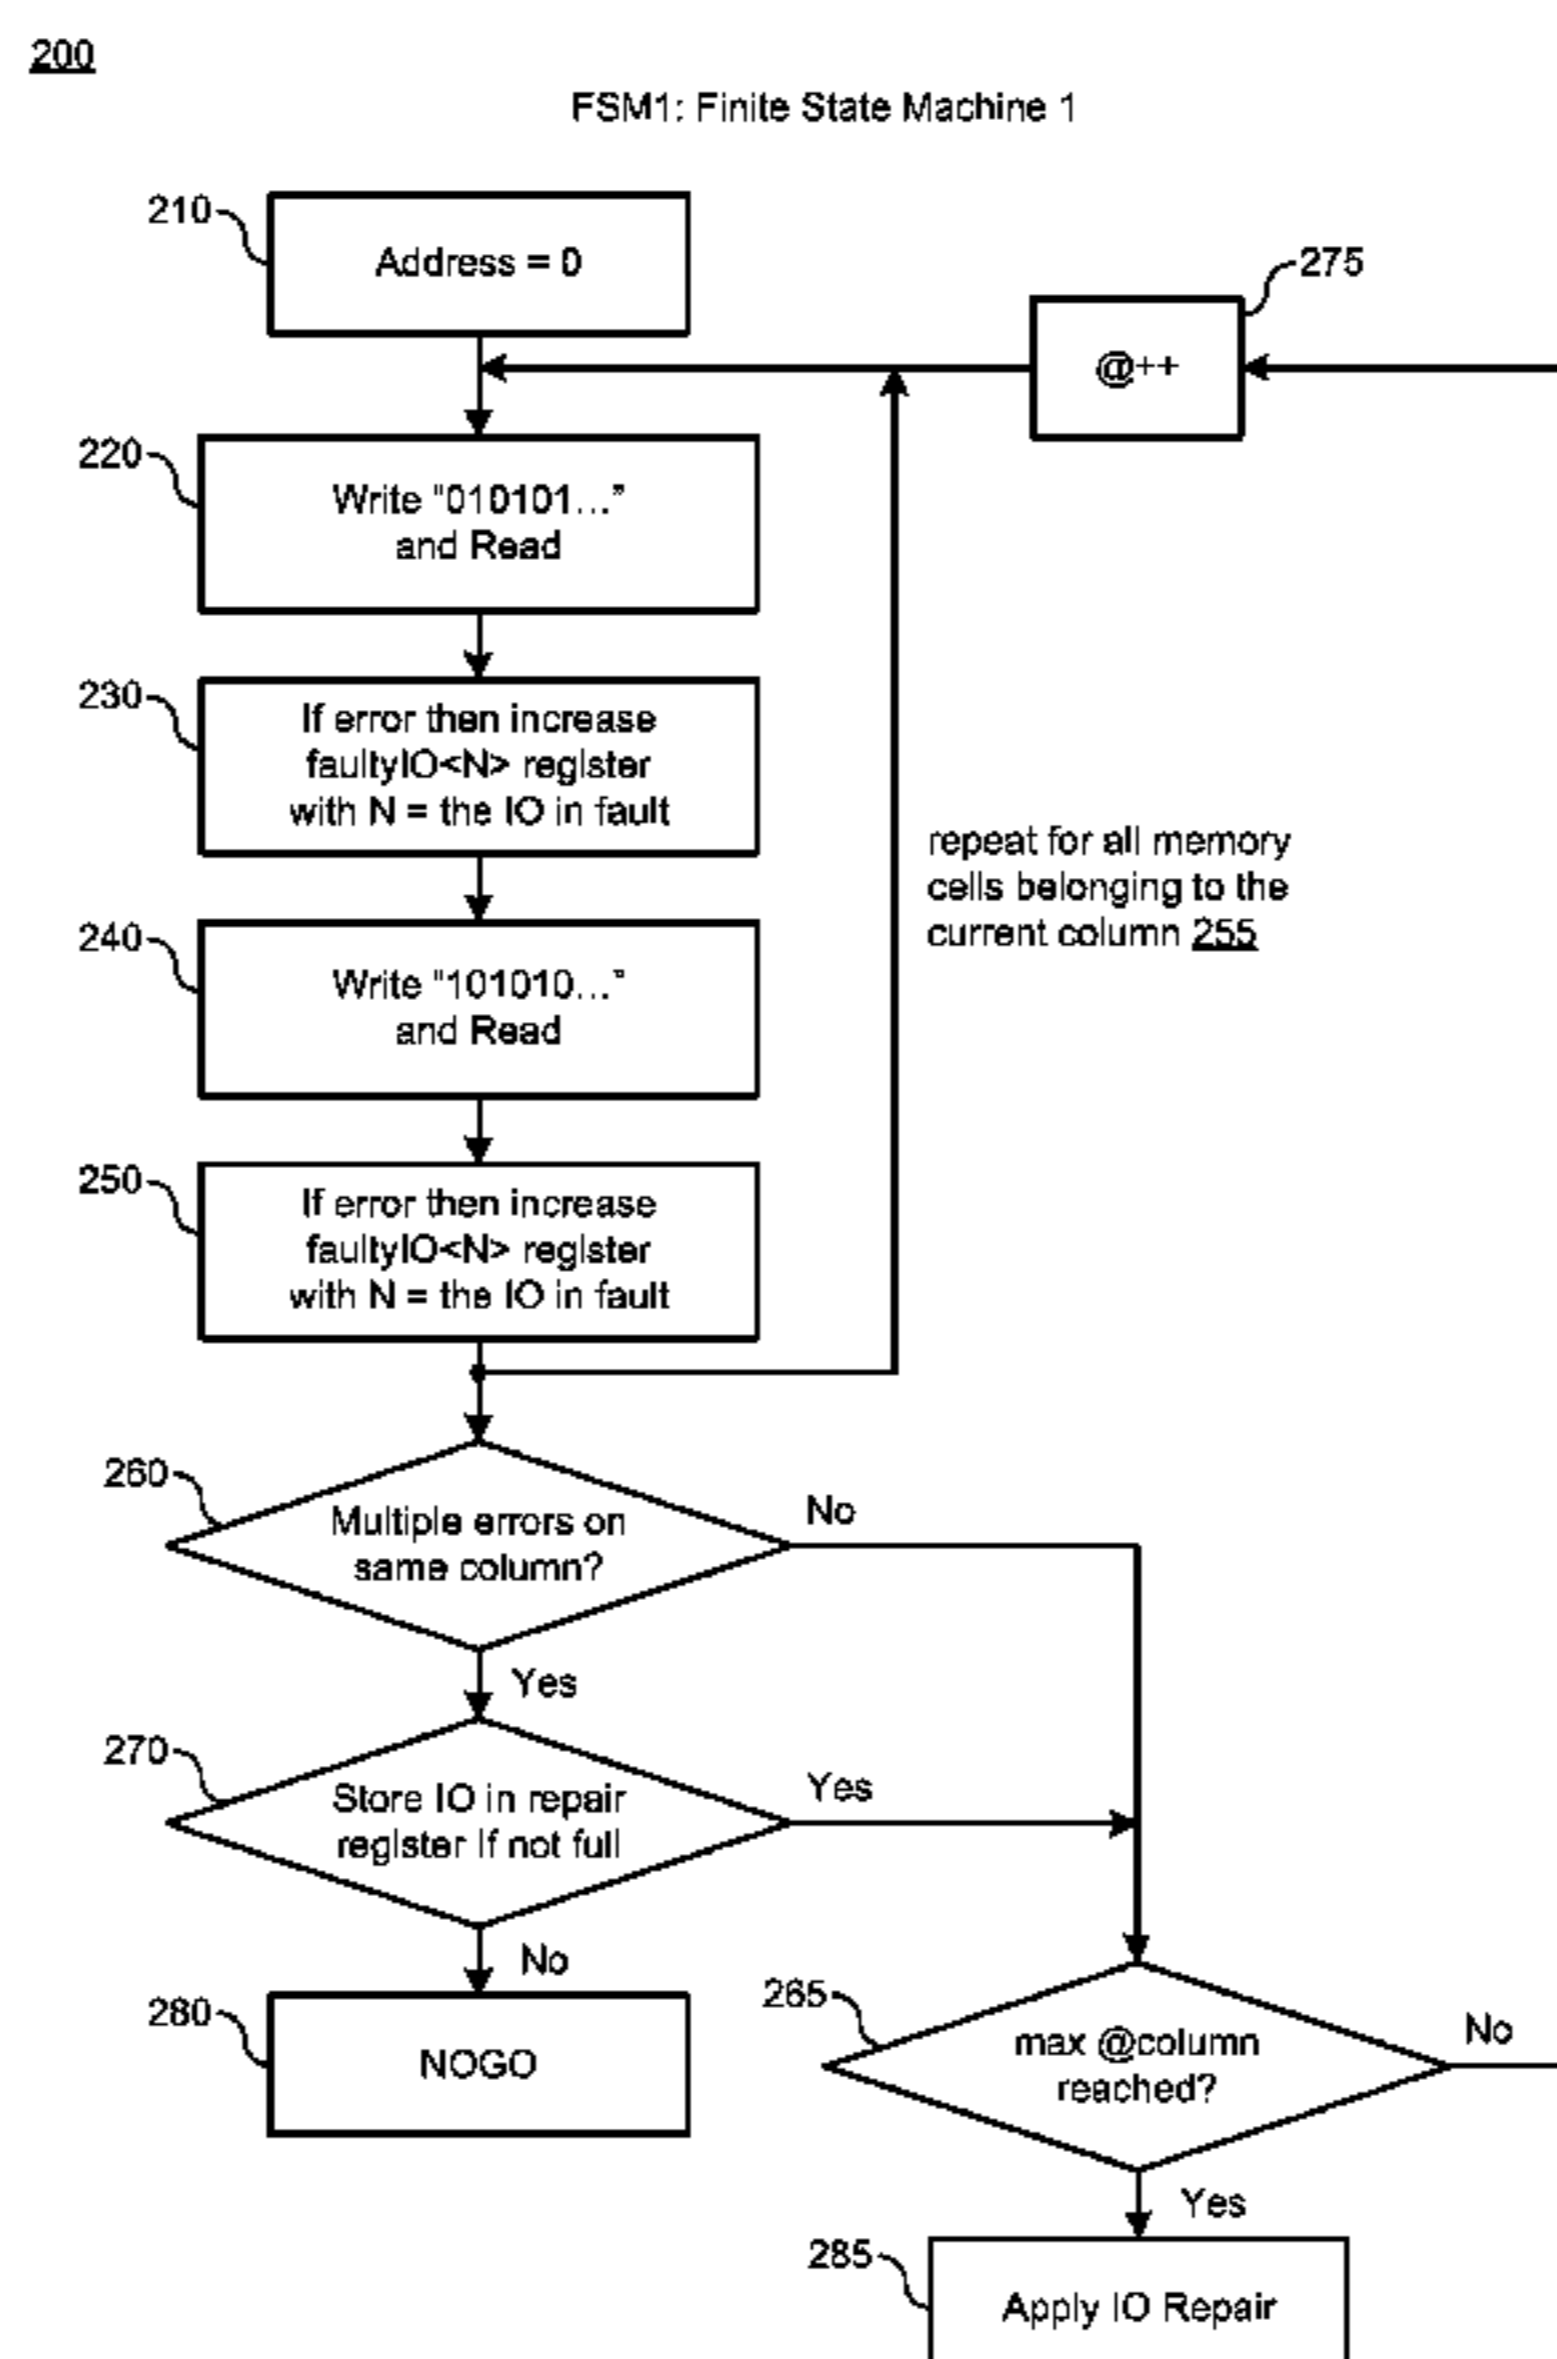 200
FSM1: Finite State Machine 1
210
Address = 0
275
@++
220
Write "010101..."
and Read
230
If error then increase
faultyIO<N> register
with N = the IO in fault
repeat for all memory
cells belonging to the
current column 255
240
Write "101010..."
and Read
250
If error then increase
faultyIO<N> register
with N = the IO in fault
260
Multiple errors on
same column?
No
Yes
270
Store IO in repair
register if not full
Yes
No
280
NOGO
265
max @column
reached?
No
Yes
285
Apply IO Repair